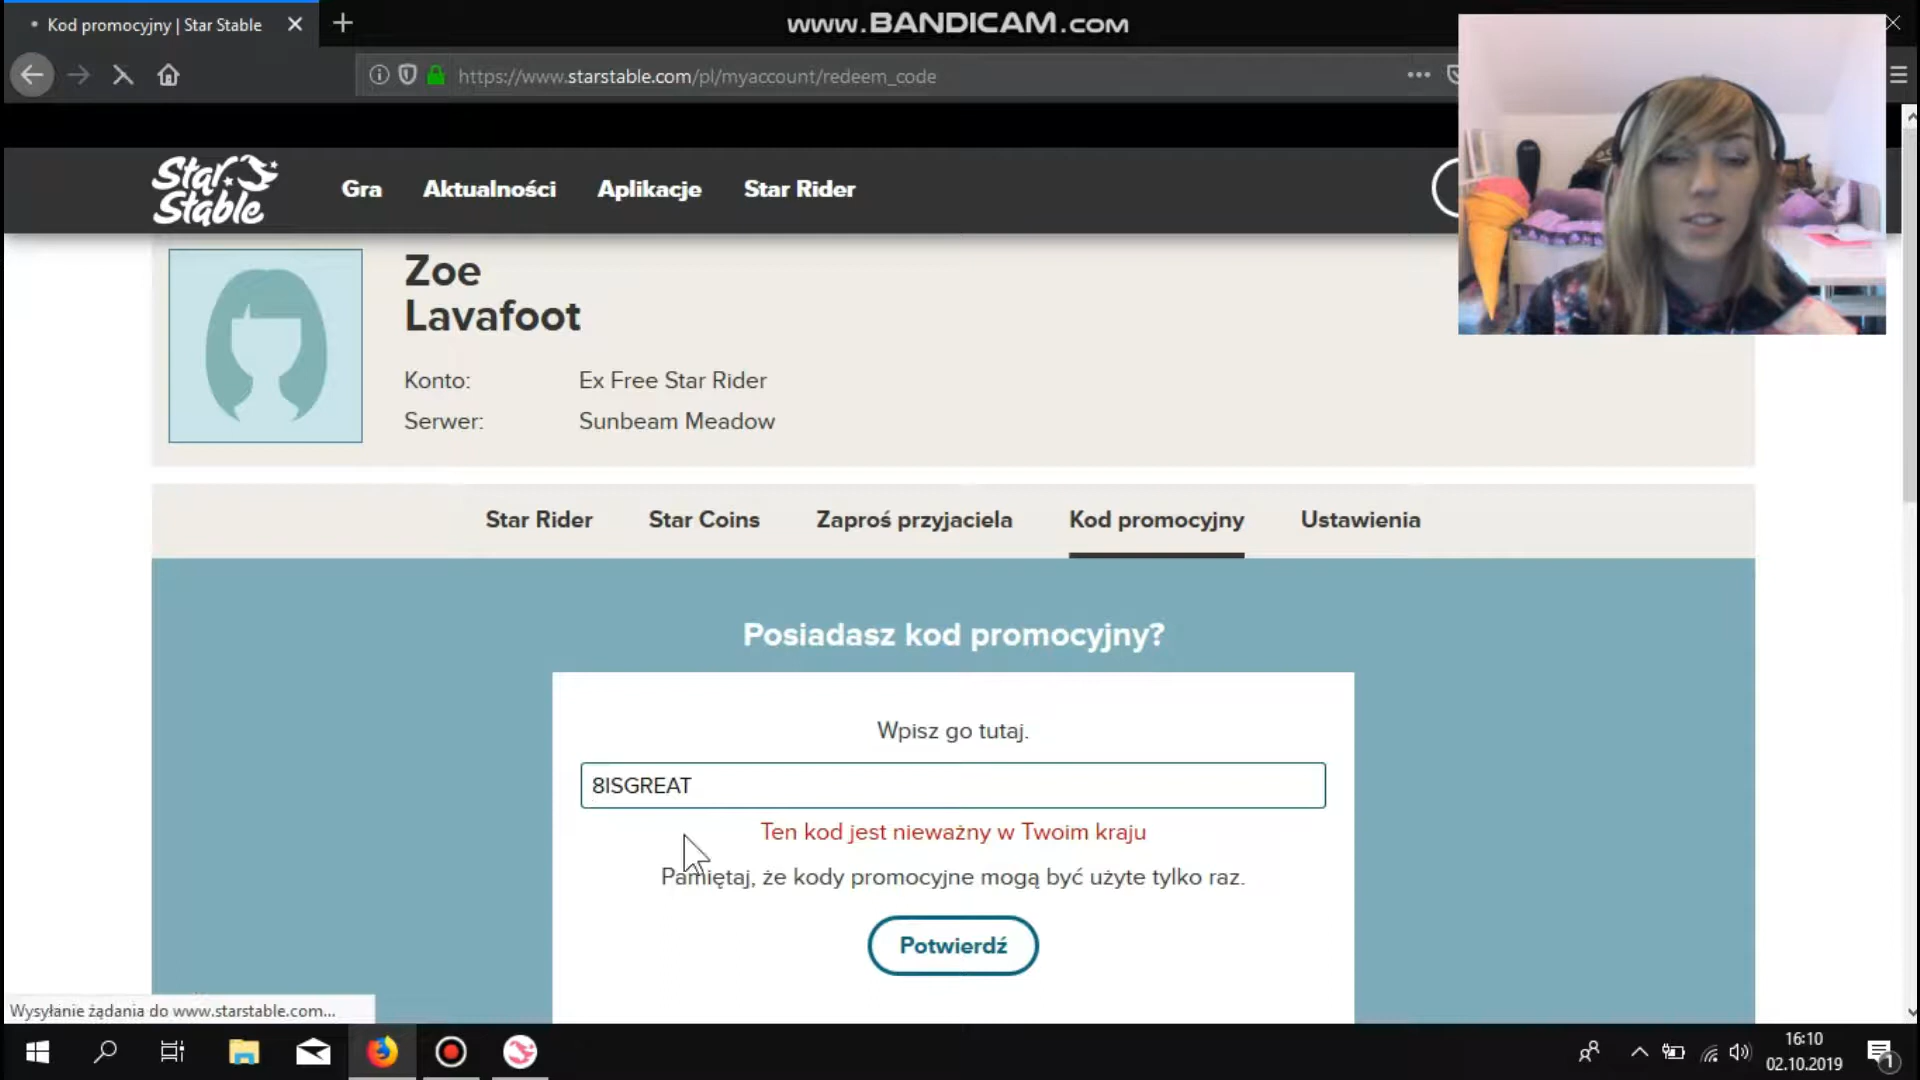 Kod promocyjny | Star Stable
www.BANDICAM.com
https://www.starstable.com/pl/myaccount/redeem_code
Star Stable
Gra
Aktualności
Aplikacje
Star Rider
Zoe
Lavafoot
Konto:
Ex Free Star Rider
Serwer:
Sunbeam Meadow
Star Rider
Star Coins
Zaproś przyjaciela
Kod promocyjny
Ustawienia
Posiadasz kod promocyjny?
Wpisz go tutaj.
8ISGREAT
Ten kod jest nieważny w Twoim kraju
Pamiętaj, że kody promocyjne mogą być użyte tylko raz.
Potwierdź
Wysyłanie żądania do www.starstable.com...
16:10
02.10.2019
1